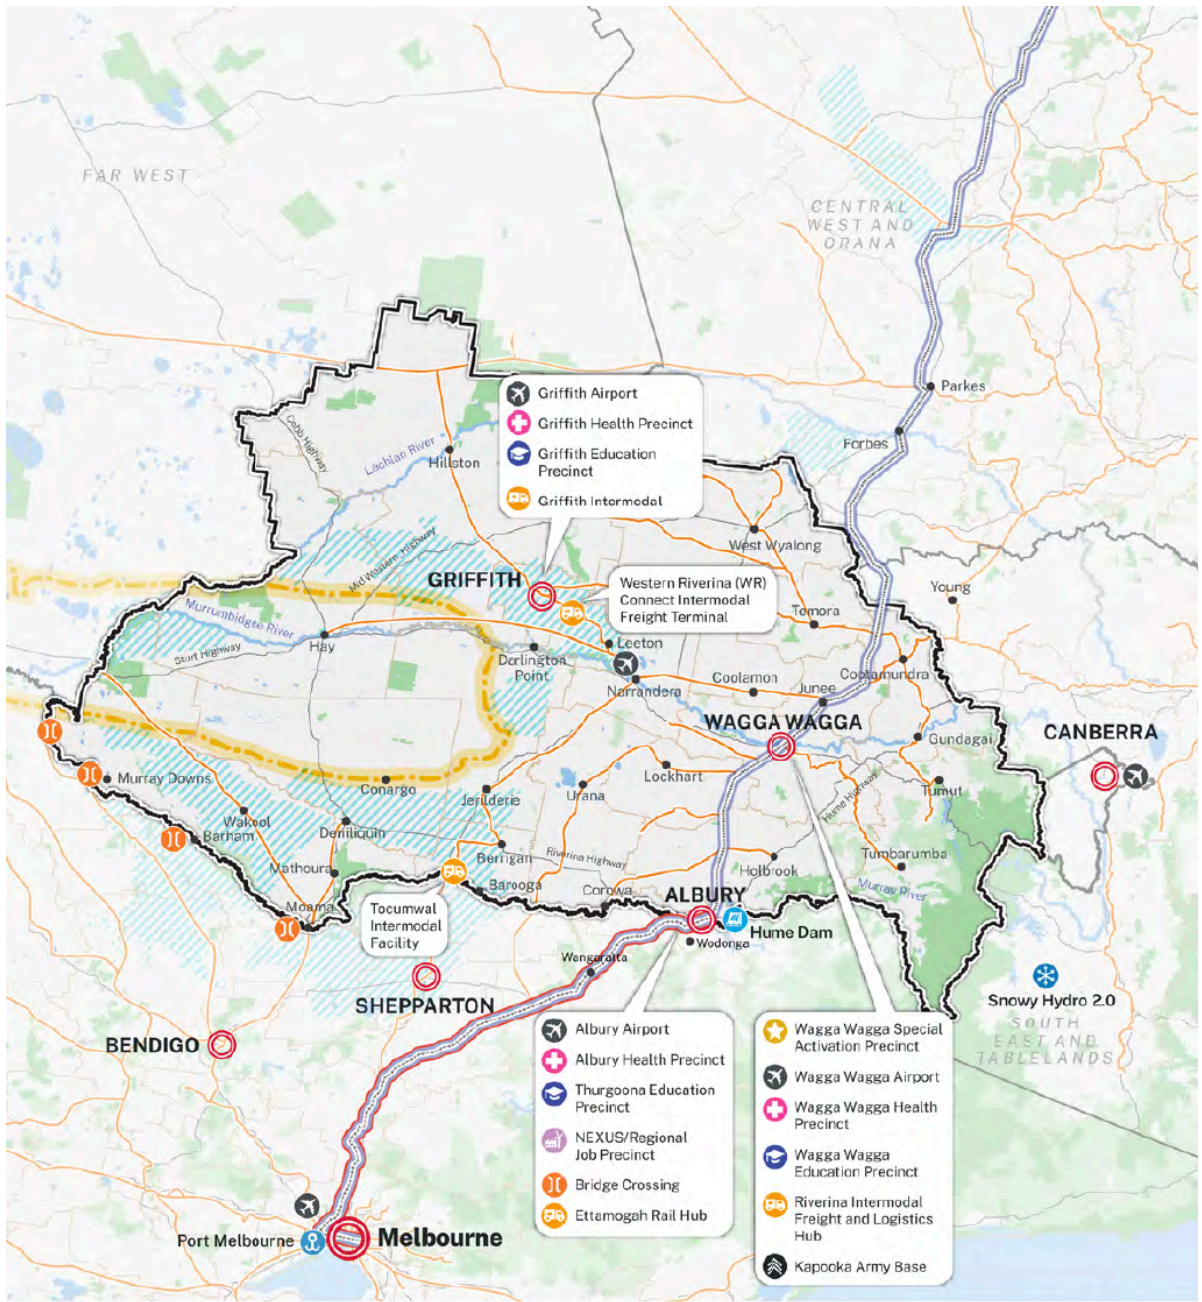 FAR WEST
CENTRAL
WEST AND
ORANA
Parkes
Forbes
Griffith Airport
Griffith Health Precinct
Griffith Education
Precinct
Griffith Intermodal
Cobb Highway
Lachlan River
Hillston
West Wyalong
Mid Western Highway
GRIFFITH
Western Riverina (WR)
Connect Intermodal
Freight Terminal
Young
Temora
Murrumbidgee River
Sturt Highway
Hay
Leeton
Darlington
Point
Narrandera
Coolamon
Cootamundra
Junee
WAGGA WAGGA
Gundagai
CANBERRA
Murray Downs
Conargo
Jerilderie
Urana
Lockhart
Hume Highway
Tumut
Wakool
Barham
Deniliquin
Berrigan
Riverina Highway
Holbrook
Tumbarumba
Mathoura
Barooga
Corowa
ALBURY
Murray River
Moama
Tocumwal
Intermodal
Facility
Hume Dam
Wodonga
Wangaratta
SHEPPARTON
Snowy Hydro 2.0
SOUTH
EAST AND
TABLELANDS
BENDIGO
Albury Airport
Albury Health Precinct
Thurgoona Education
Precinct
NEXUS/Regional
Job Precinct
Bridge Crossing
Ettamogah Rail Hub
Wagga Wagga Special
Activation Precinct
Wagga Wagga Airport
Wagga Wagga Health
Precinct
Wagga Wagga
Education Precinct
Riverina Intermodal
Freight and Logistics
Hub
Kapooka Army Base
Port Melbourne
Melbourne